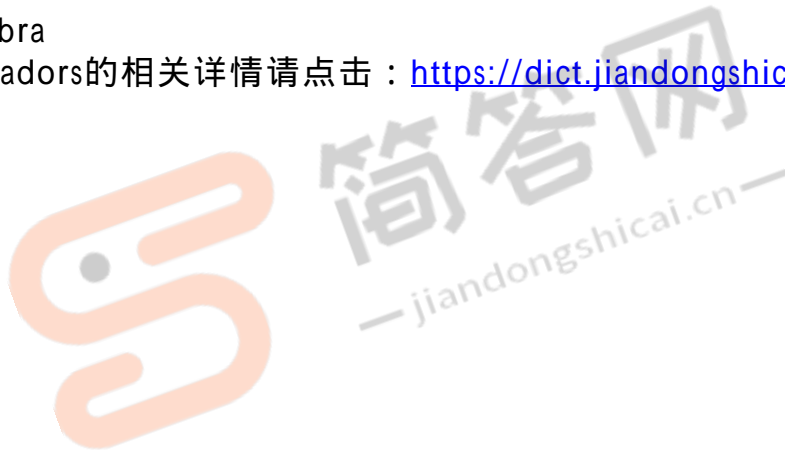 bra
adors的相关详情请点击：https://dict.jiandongshic
简答网
jiandongshicai.cn